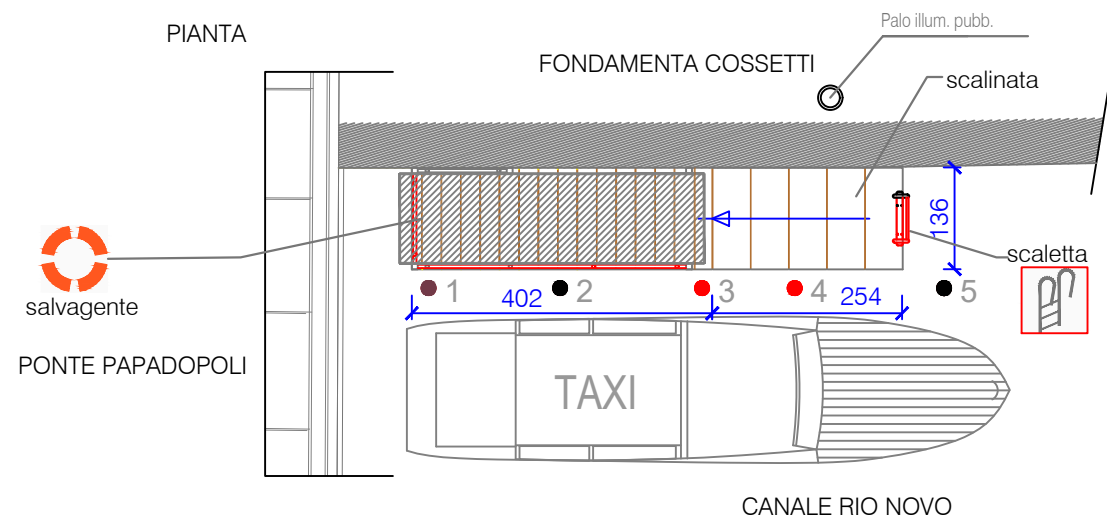 PIANTA
Palo illum. pubb.
FONDAMENTA COSSETTI
scalinata
136
scaletta
salvagente
1
2
3
4
5
402
254
PONTE PAPADOPOLI
TAXI
CANALE RIO NOVO